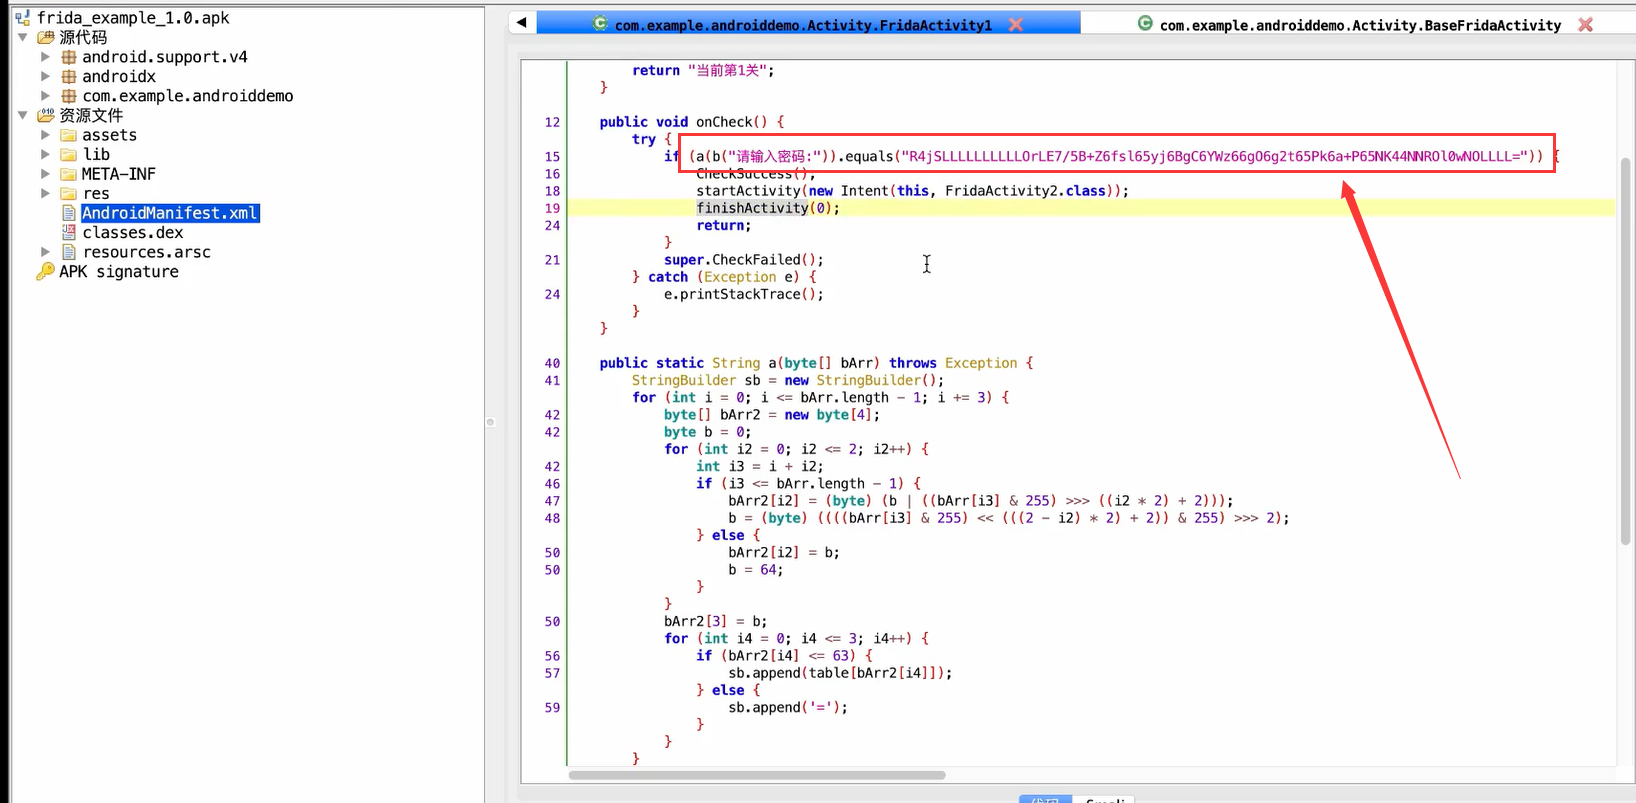 frida_example_1.0.apk
源代码
android.support.v4
androidx
com.example.androiddemo
资源文件
assets
lib
META-INF
res
AndroidManifest.xml
classes.dex
resources.arsc
APK signature
com.example.androiddemo.Activity.FridaActivity1
com.example.androiddemo.Activity.BaseFridaActivity
return "当前第1关";
}
12 public void onCheck() {
try {
15 if (a(b("请输入密码:")).equals("R4jSLLLLLLLLLLOrLE7/5B+Z6fsl65yj6BgC6YWz66gO6g2t65Pk6a+P65NK44NNROl0wNOLLLL=")) {
16 CheckSuccess();
18 startActivity(new Intent(this, FridaActivity2.class));
19 finishActivity(0);
24 return;
}
21 super.CheckFailed();
} catch (Exception e) {
24 e.printStackTrace();
}
}
40 public static String a(byte[] bArr) throws Exception {
41 StringBuilder sb = new StringBuilder();
for (int i = 0; i <= bArr.length - 1; i += 3) {
42 byte[] bArr2 = new byte[4];
42 byte b = 0;
for (int i2 = 0; i2 <= 2; i2++) {
42 int i3 = i + i2;
46 if (i3 <= bArr.length - 1) {
47 bArr2[i2] = (byte) (b | ((bArr[i3] & 255) >>> ((i2 * 2) + 2)));
48 b = (byte) ((((bArr[i3] & 255) << (((2 - i2) * 2) + 2)) & 255) >>> 2);
} else {
50 bArr2[i2] = b;
50 b = 64;
}
}
50 bArr2[3] = b;
for (int i4 = 0; i4 <= 3; i4++) {
56 if (bArr2[i4] <= 63) {
57 sb.append(table[bArr2[i4]]);
} else {
59 sb.append('=');
}
}
}
代码 Smali